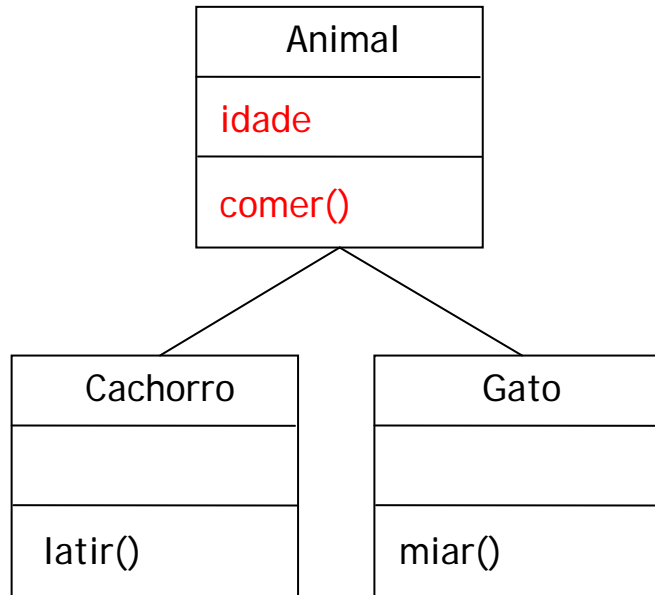 Animal
idade
comer()
Cachorro
Gato
latir()
miar()